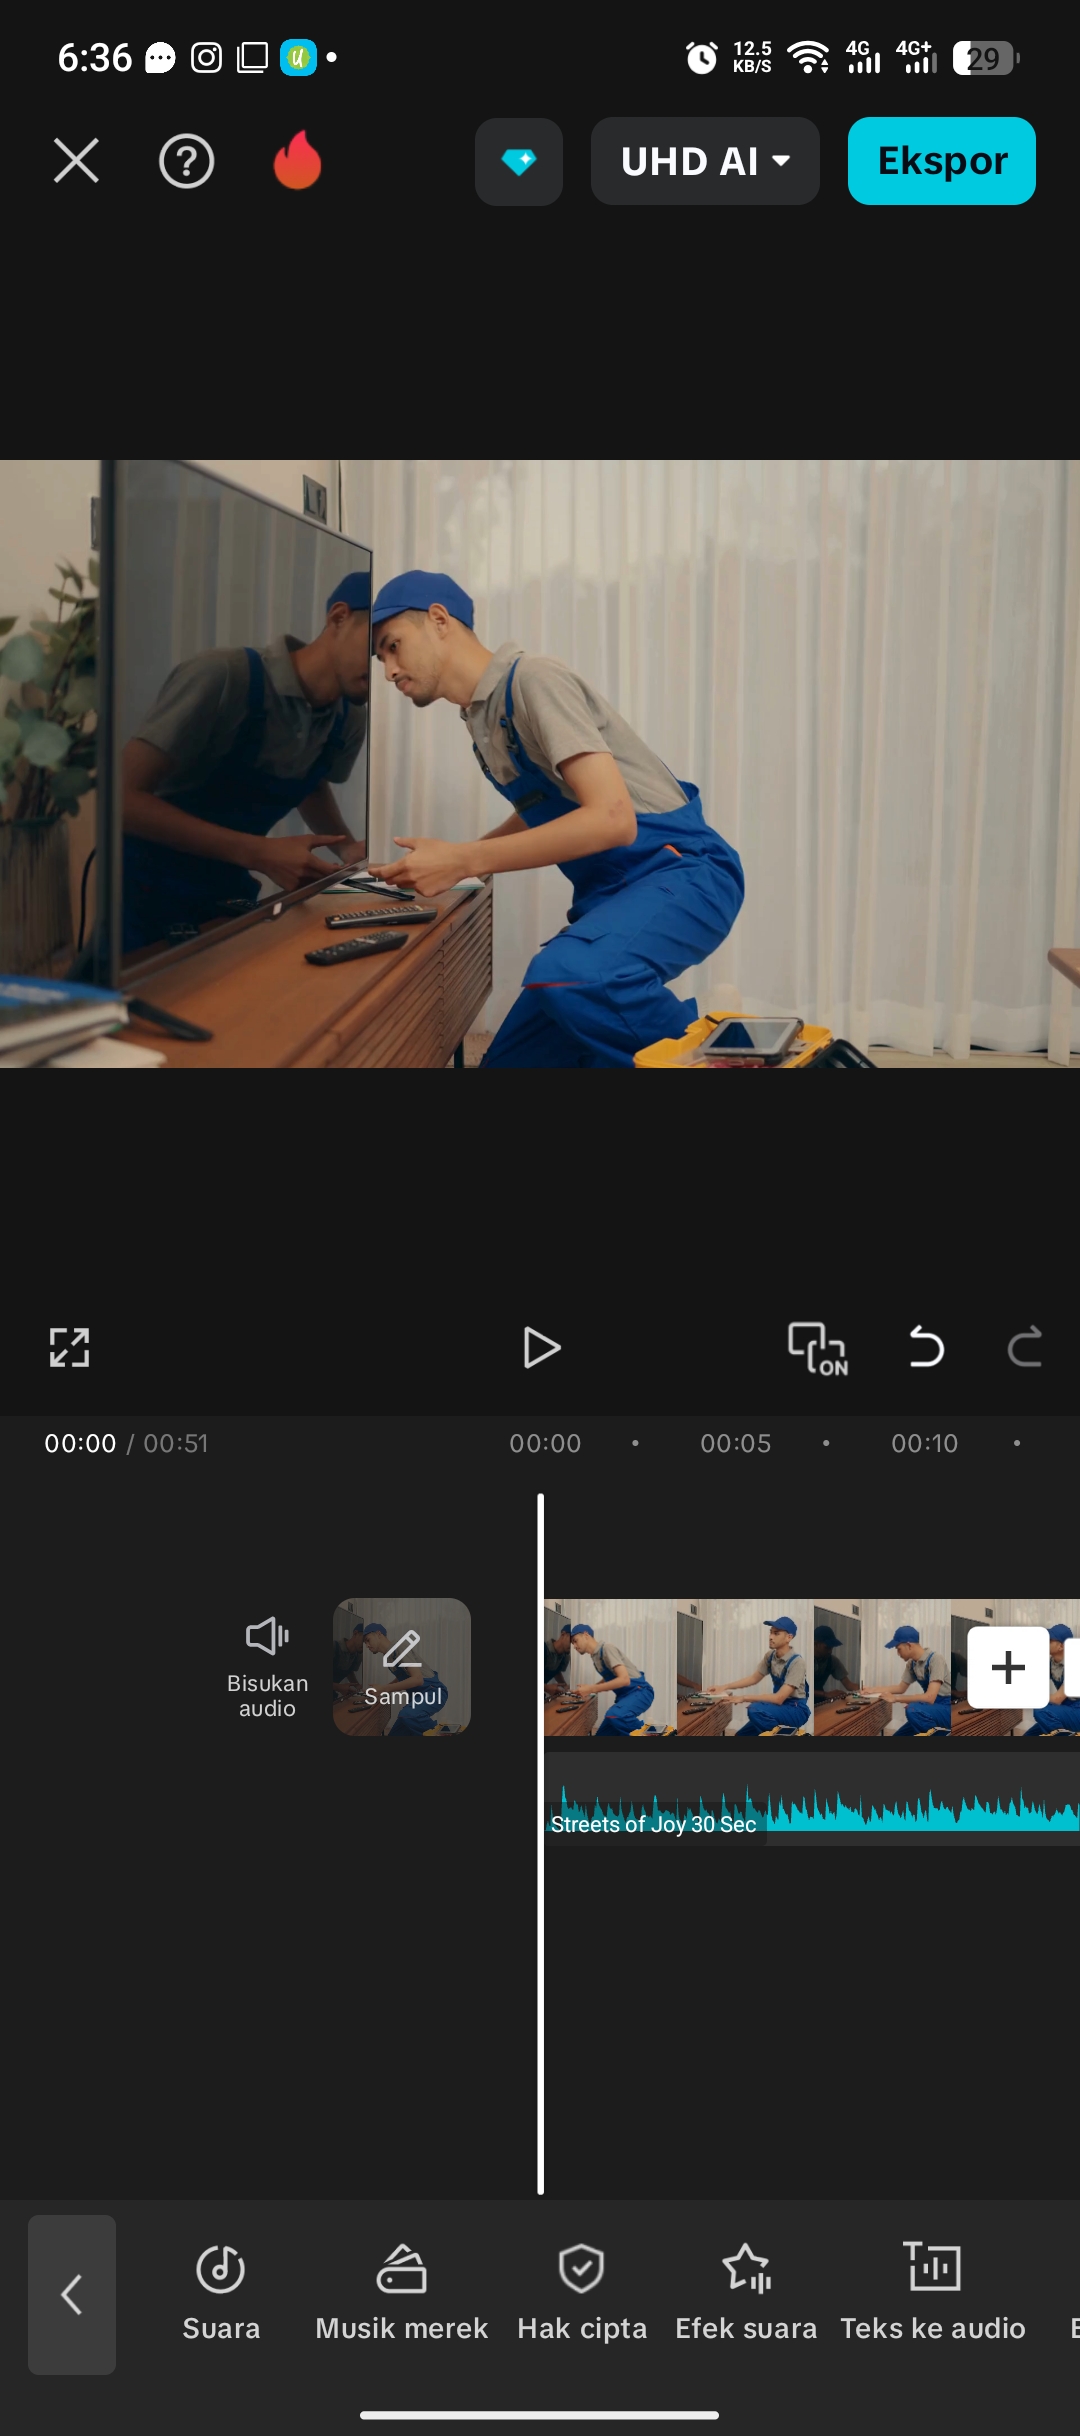 6:36
12.5
KB/S
4G
4G+
29
UHD AI
Ekspor
ON
00:00 / 00:51
00:00
00:05
00:10
Bisukan
audio
Sampul
Streets of Joy 30 Sec
Suara
Musik merek
Hak cipta
Efek suara
Teks ke audio